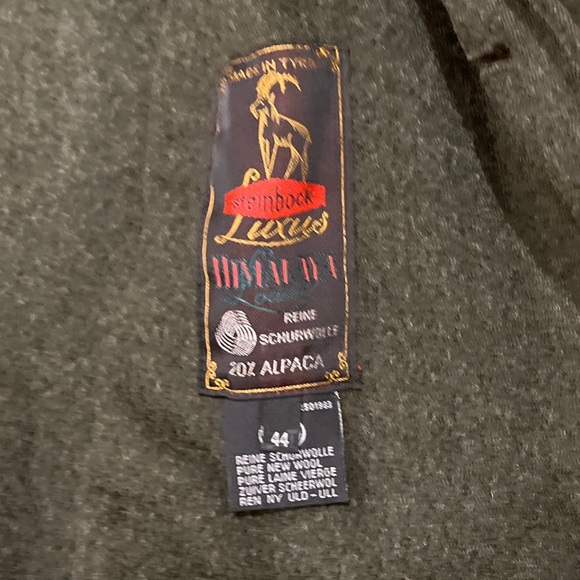 MADE IN TYROL
steinbock
Luxus
HIMALAYA
Loden
REINE
SCHURWOLLE
20% ALPACA
44
REINE SCHURWOLLE
PURE NEW WOOL
PURE LAINE VIERGE
ZUIVER SCHEERWOL
REN NY ULD-ULL